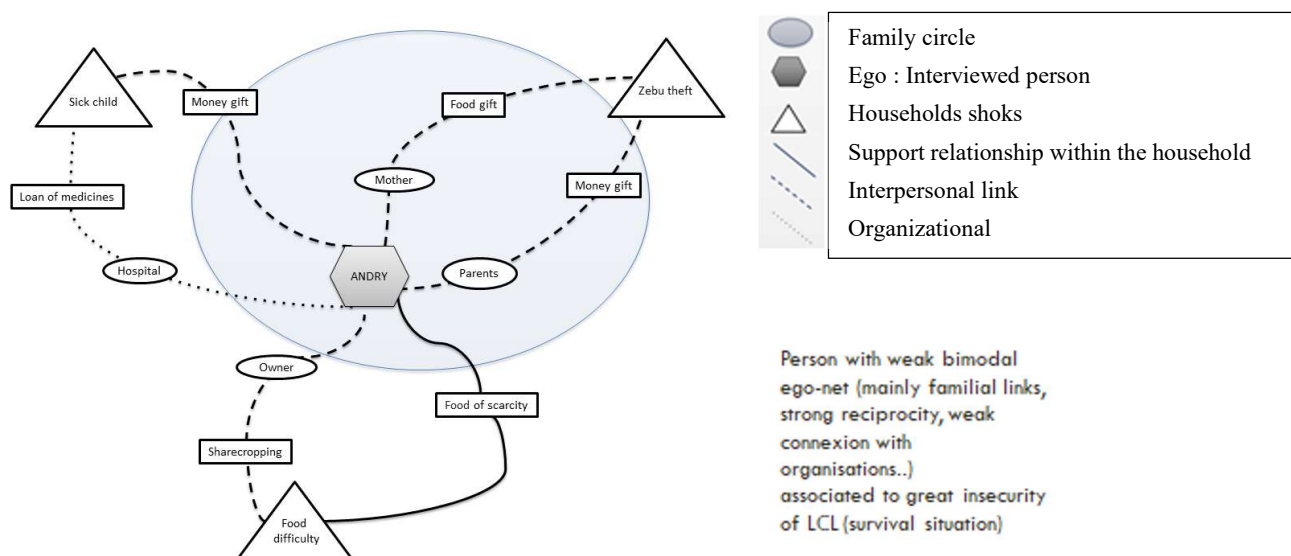 Sick child
Money gift
Food gift
Zebu theft
Loan of medicines
Mother
Money gift
Hospital
ANDRY
Parents
Owner
Food of scarcity
Sharecropping
Food
difficulty
Family circle
Ego : Interviewed person
Households shoks
Support relationship within the household
Interpersonal link
Organizational
Person with weak bimodal
ego-net (mainly familial links,
strong reciprocity, weak
connexion with
organisations..)
associated to great insecurity
of LCL (survival situation)